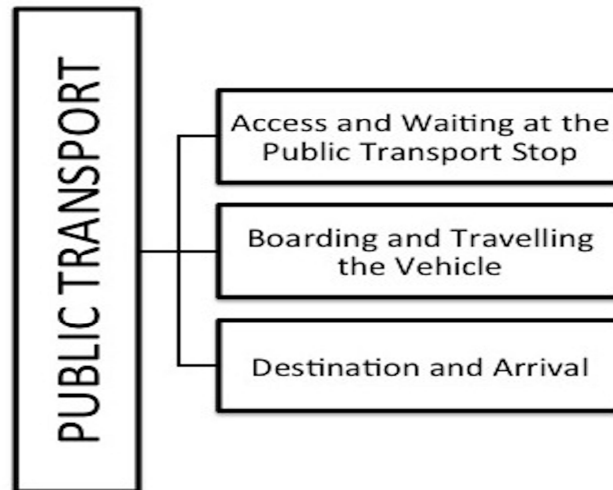 PUBLIC TRANSPORT
Access and Waiting at the
Public Transport Stop
Boarding and Travelling
the Vehicle
Destination and Arrival